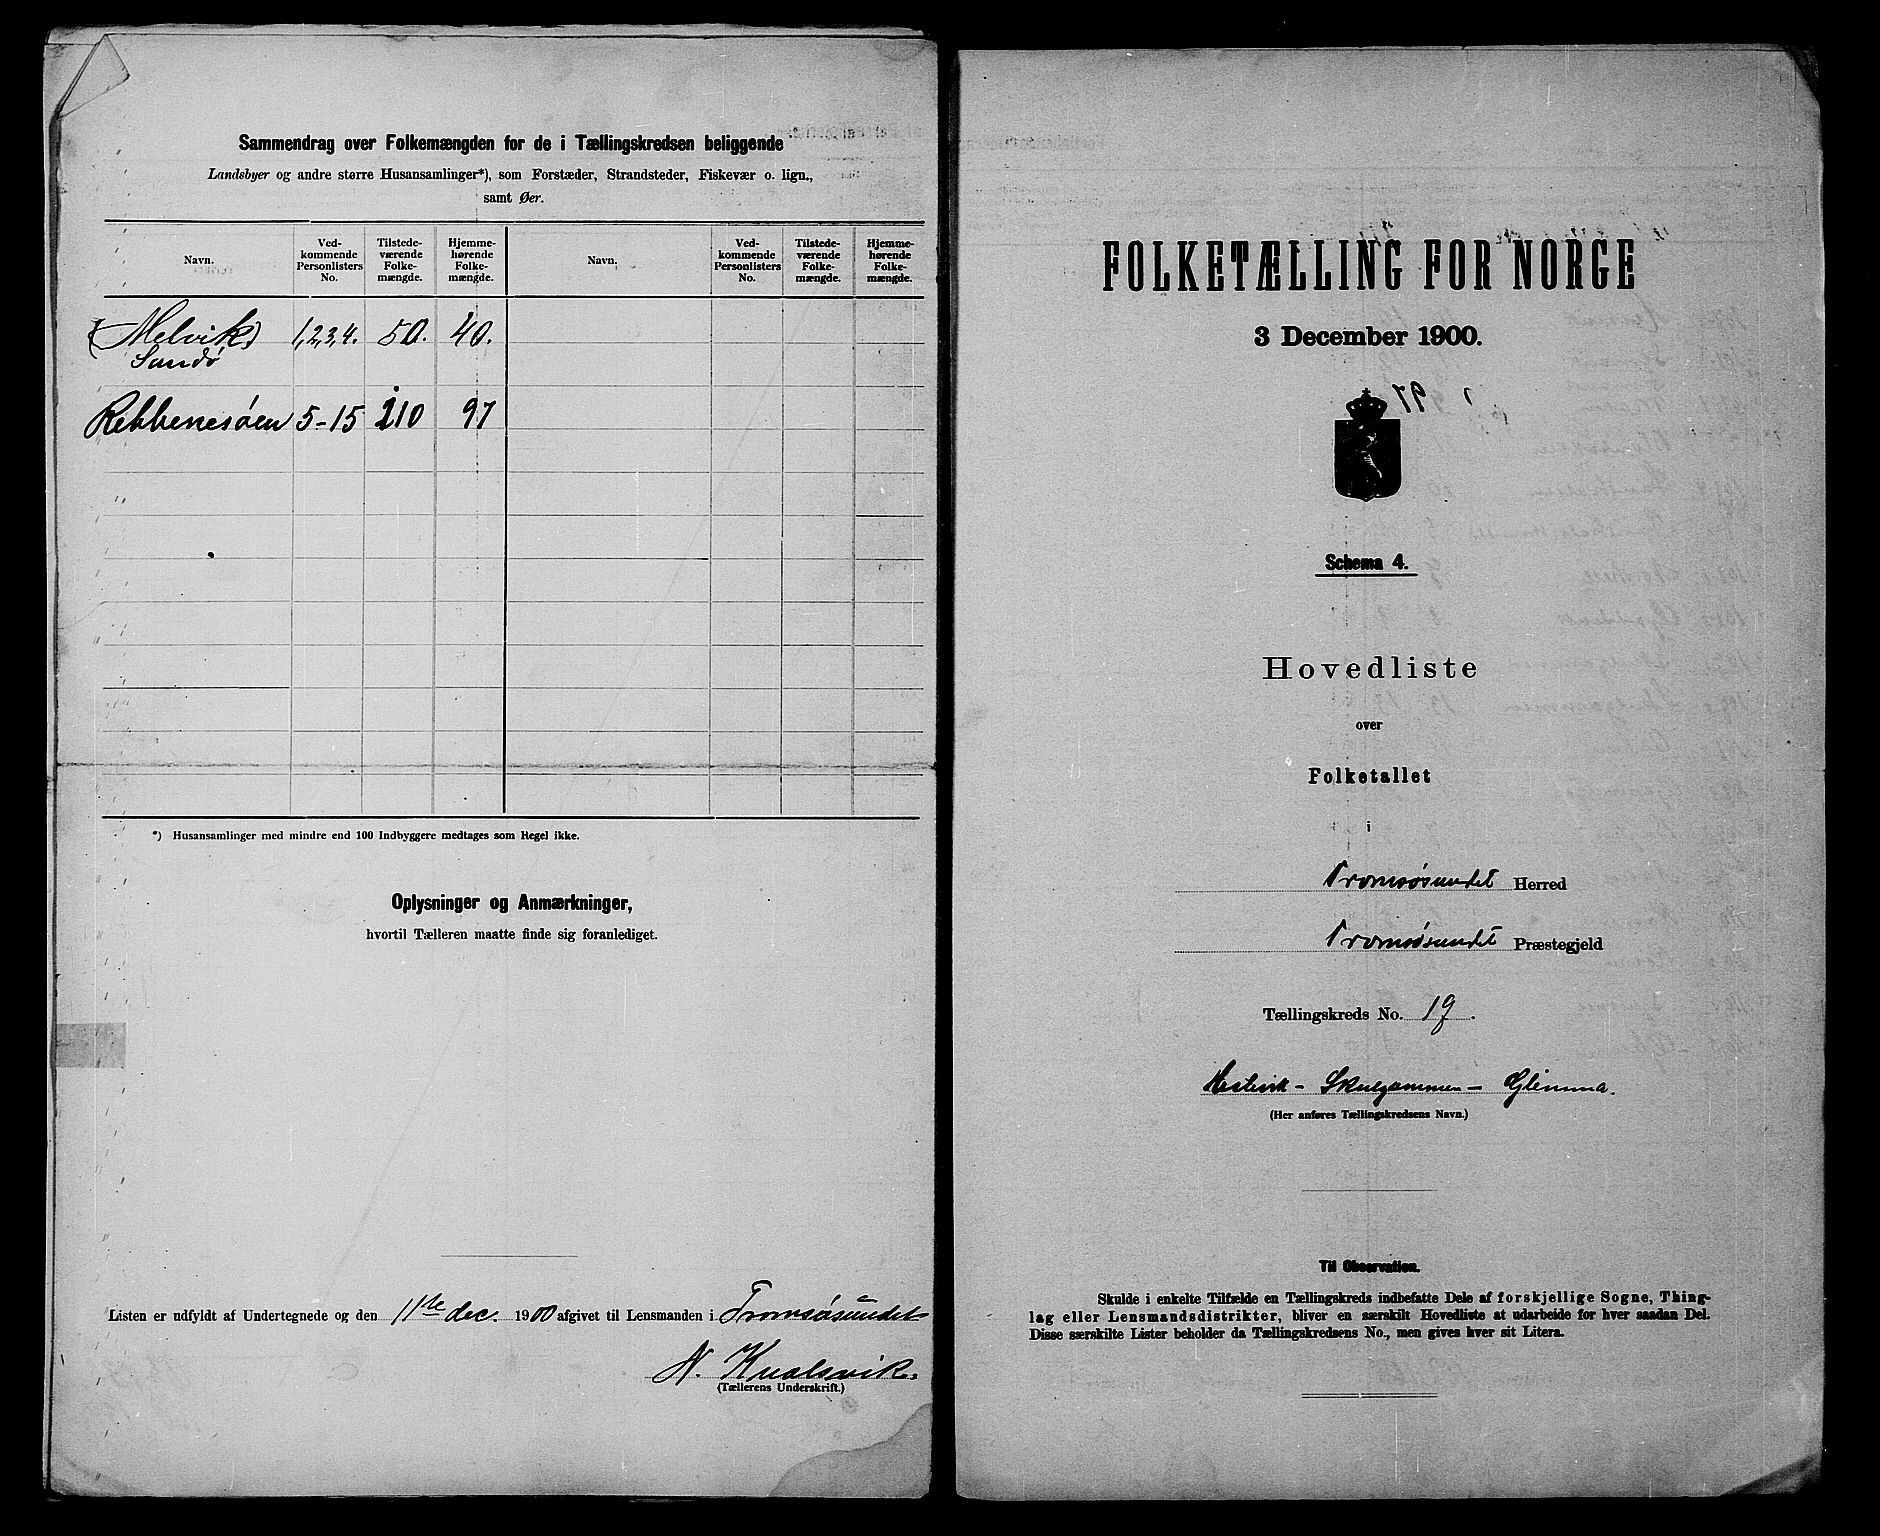 Sammendrag over Folkemængden for de i Tællingskredsen beliggende
Landsbyer og andre større Husansamlinger*), som Forstæder, Strandsteder, Fiskevær o. lign.,
samt Øer.
Navn. Ved-kommende Personlisters No. Tilstede-værende Folke-mængde. Hjemme-hørende Folke-mængde. Navn. Ved-kommende Personlisters No. Tilstede-værende Folke-mængde. Hjemme-hørende Folke-mængde.
(Melvik) 1,2,3,4. 50. 40.
Sandø
Rebbenesøen 5-15 110 97
*) Husansamlinger med mindre end 100 Indbyggere medtages som Regel ikke.
Oplysninger og Anmærkninger,
hvortil Tælleren maatte finde sig foranlediget.
Listen er udfyldt af Undertegnede og den 11te dec. 1900 afgivet til Lensmanden i Tromsøsundet
N. Kvalsvik.
(Tællerens Underskrift.)
FOLKETÆLLING FOR NORGE
3 December 1900.
Schema 4.
Hovedliste
over
Folketallet
i
Tromsøsundet Herred
Tromsøsundet Præstegjeld
Tællingskreds No. 19.
Hestevik - Skulgammen - Glimma.
(Her anføres Tællingskredsens Navn.)
Til Observation.
Skulde i enkelte Tilfælde en Tællingskreds indbefatte Dele af forskjellige Sogne, Thing-
lag eller Lensmandsdistrikter, bliver en særskilt Hovedliste at udarbeide for hver saadan Del.
Disse særskilte Lister beholder da Tællingskredsens No., men gives hver sit Litera.